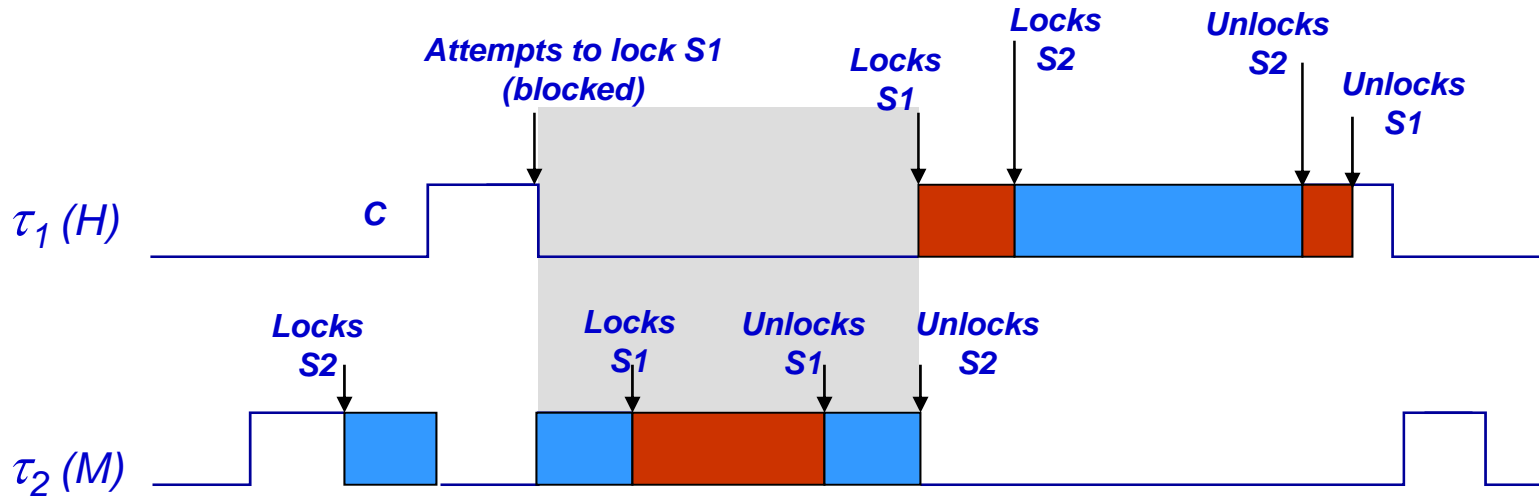 Attempts to lock S1
(blocked)
Locks
S1
Locks
S2
Unlocks
S2
Unlocks
S1
τ1 (H)
C
Locks
S2
Locks
S1
Unlocks
S1
Unlocks
S2
τ2 (M)